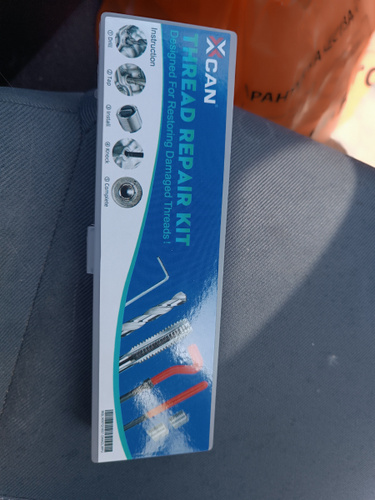 XCAN
THREAD REPAIR KIT
Designed For Restoring Damaged Threads!
Instruction
① Drill
② Tap
③ Install
④ Knock
⑤ Complete